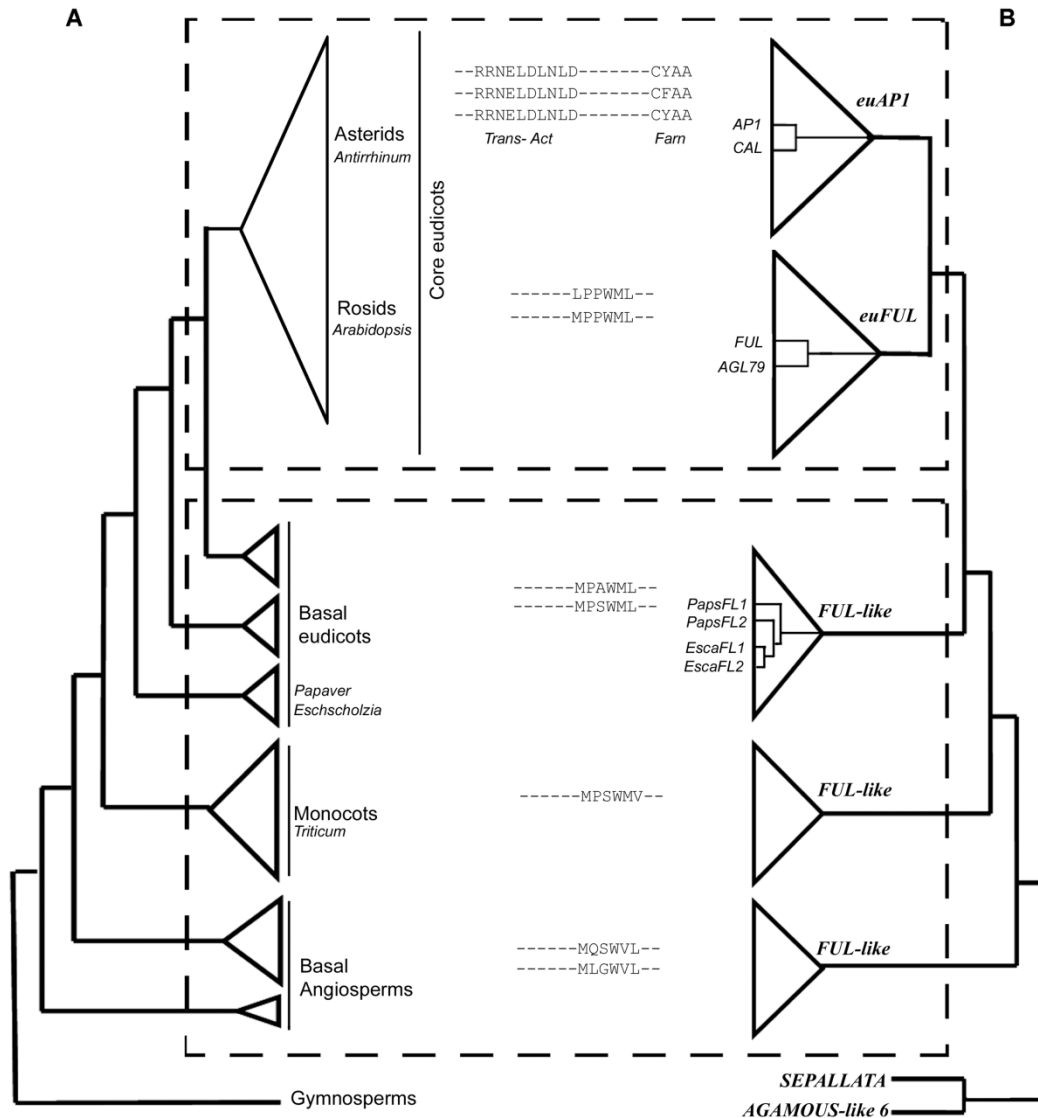 A
B
--RRNELDLNLD-------CYAA
--RRNELDLNLD-------CFAA
--RRNELDLNLD-------CYAA
Trans- Act Farn
Asterids
Antirrhinum
Core eudicots
euAP1
AP1
CAL
Rosids
Arabidopsis
------LPPWML--
------MPPWML--
euFUL
FUL
AGL79
Basal
eudicots
Papaver
Eschscholzia
------MPAWML--
------MPSWML--
PapsFL1
PapsFL2
EscaFL1
EscaFL2
FUL-like
Monocots
Triticum
------MPSWMV--
FUL-like
Basal
Angiosperms
------MQSWVL--
------MLGWVL--
FUL-like
Gymnosperms
SEPALLATA
AGAMOUS-like 6